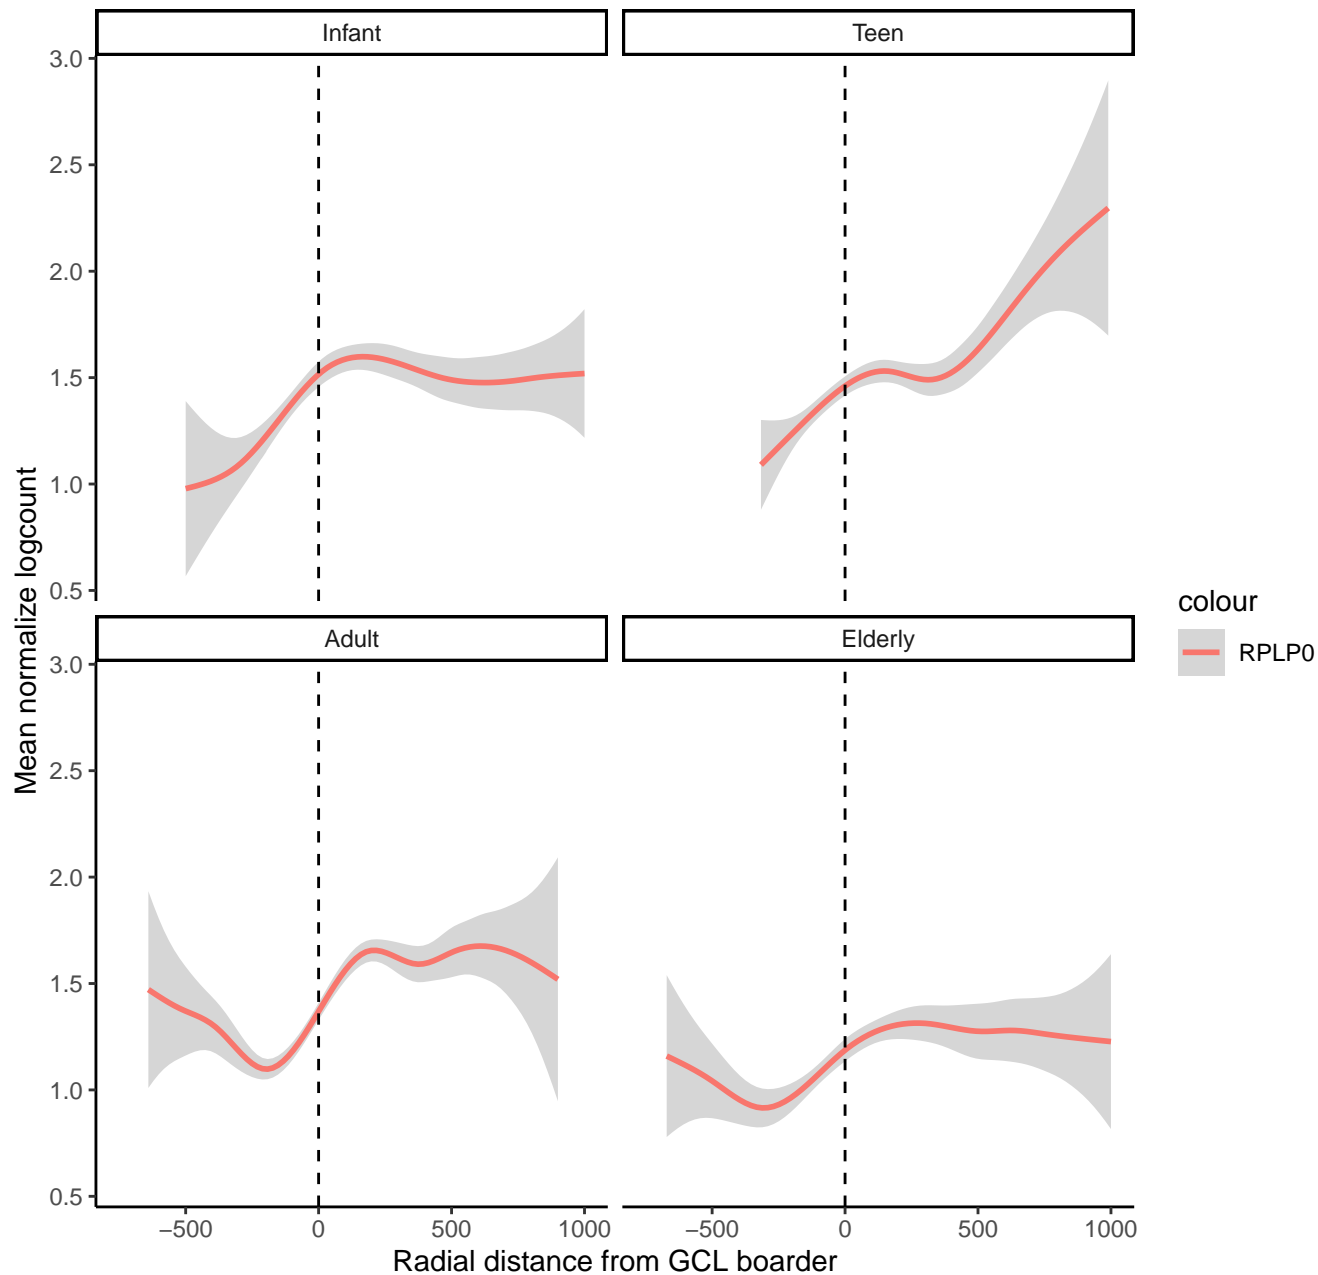 Infant
Teen
3.0
2.5
2.0
1.5
1.0
0.5
Adult
Elderly
3.0
2.5
2.0
1.5
1.0
0.5
−500
0
500
1000
−500
0
500
1000
Radial distance from GCL boarder
Mean normalize logcount
colour
RPLP0